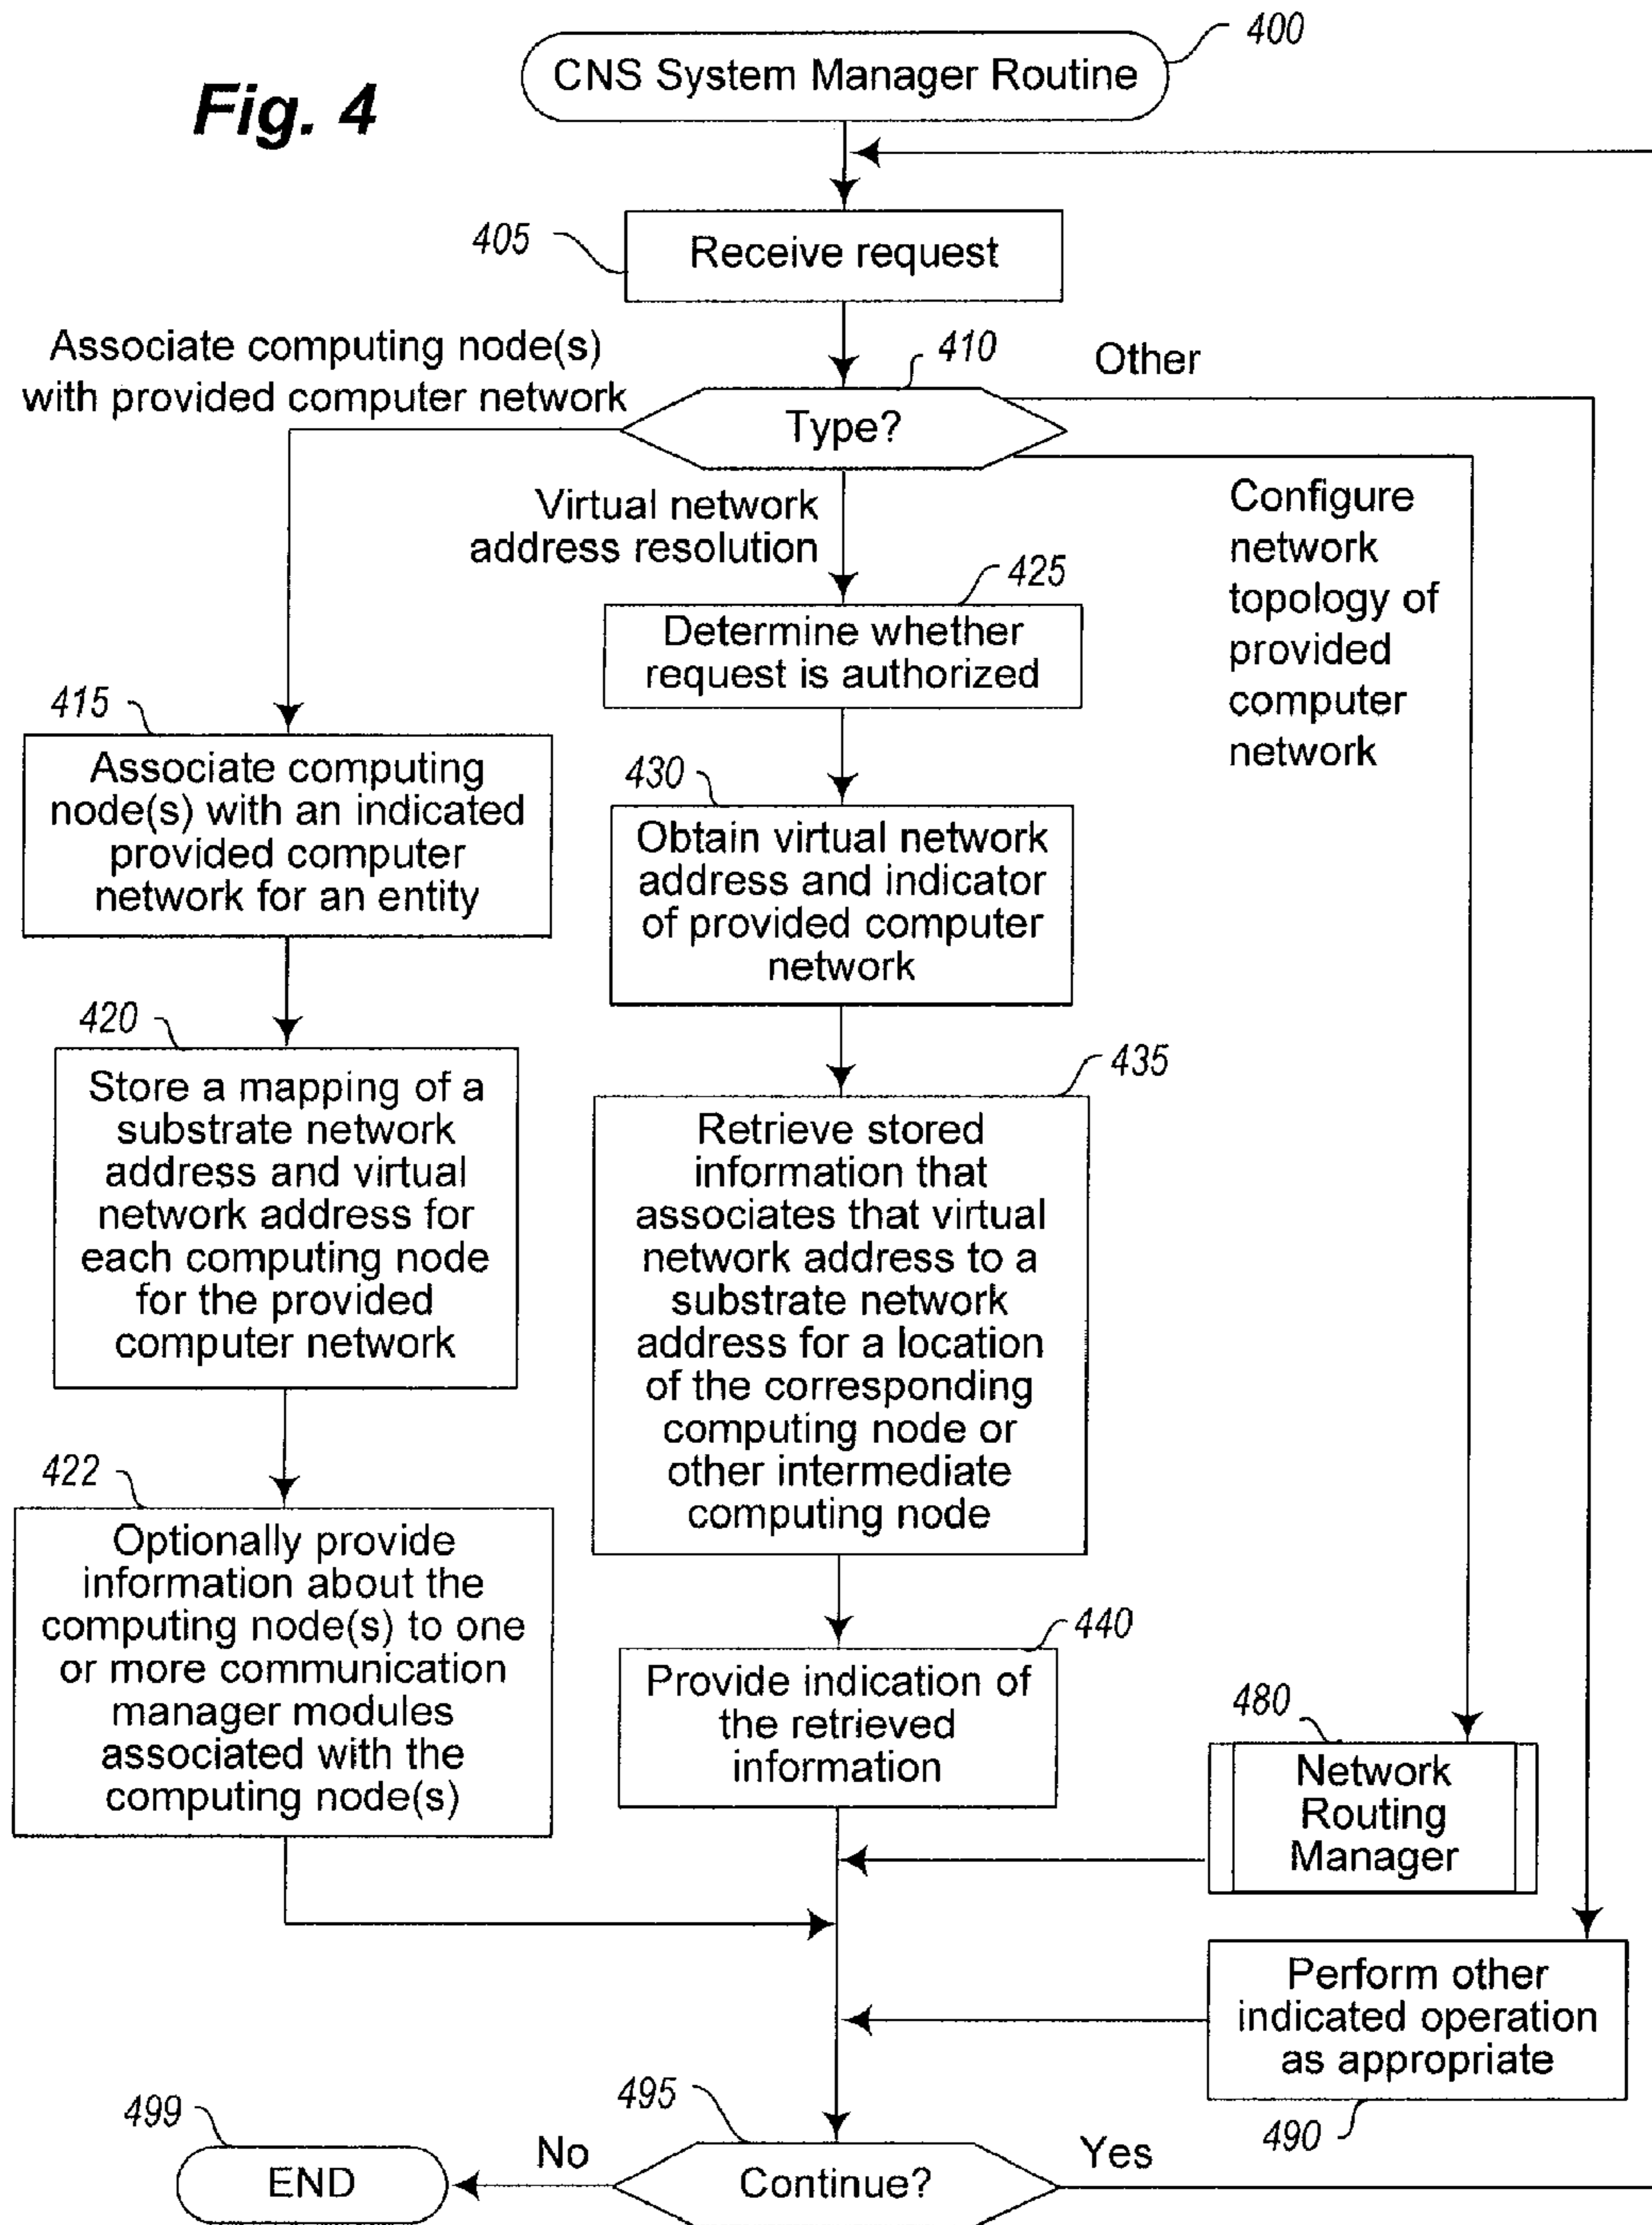 Fig. 4
400
CNS System Manager Routine
405
Receive request
Associate computing node(s)
with provided computer network
410
Type?
Other
Virtual network
address resolution
Configure
network
topology of
provided
computer
network
415
Associate computing
node(s) with an indicated
provided computer
network for an entity
420
Store a mapping of a
substrate network
address and virtual
network address for
each computing node
for the provided
computer network
422
Optionally provide
information about the
computing node(s) to one
or more communication
manager modules
associated with the
computing node(s)
425
Determine whether
request is authorized
430
Obtain virtual network
address and indicator
of provided computer
network
435
Retrieve stored
information that
associates that virtual
network address to a
substrate network
address for a location
of the corresponding
computing node or
other intermediate
computing node
440
Provide indication of
the retrieved
information
480
Network
Routing
Manager
Perform other
indicated operation
as appropriate
490
495
Continue?
Yes
No
499
END